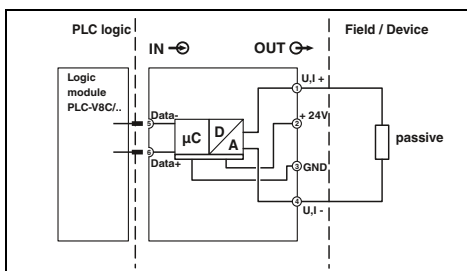 PLC logic
IN
OUT
Field / Device
Logic
module
PLC-V8C/..
U,I +
1
+ 24V
2
Data-
5
µC
D
A
passive
6
Data+
3
GND
4
U,I -